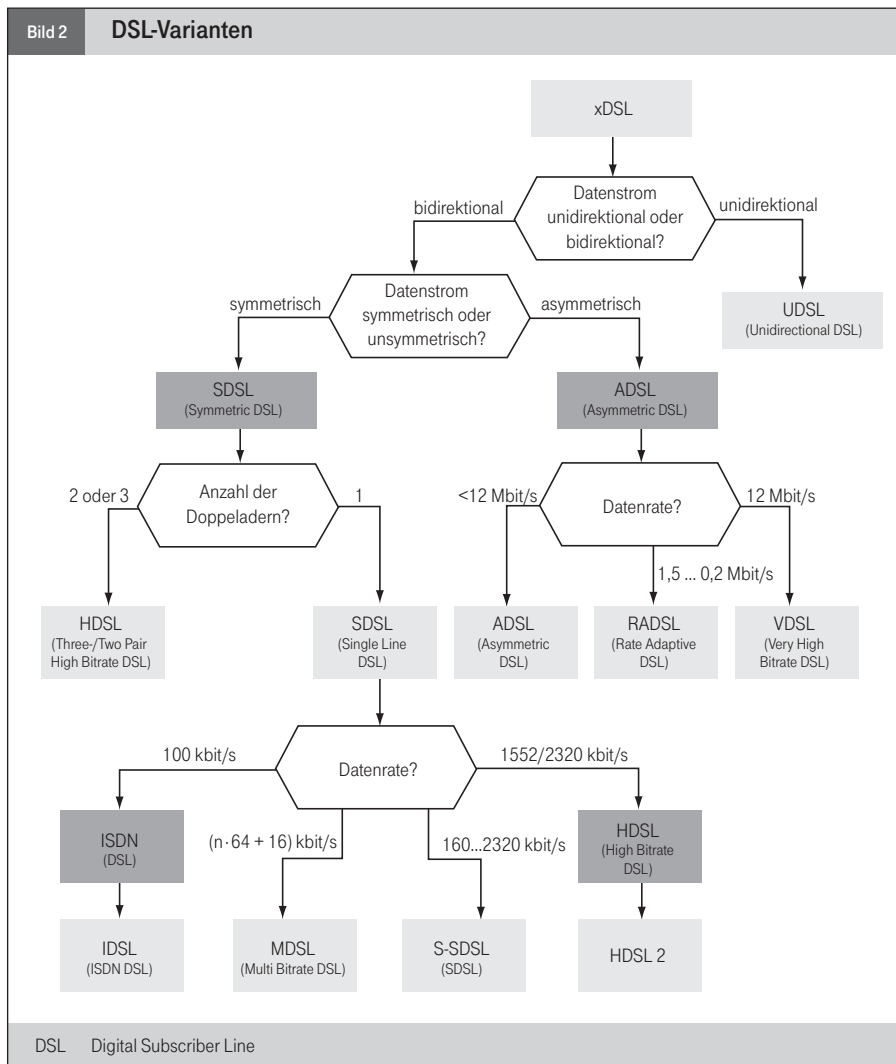 Bild 2
DSL-Varianten
xDSL
Datenstrom
unidirektional oder
bidirektional?
bidirektional
unidirektional
UDSL
(Unidirectional DSL)
Datenstrom
symmetrisch oder
unsymmetrisch?
symmetrisch
asymmetrisch
SDSL
(Symmetric DSL)
ADSL
(Asymmetric DSL)
Anzahl der
Doppeladern?
2 oder 3
1
Datenrate?
<12 Mbit/s
12 Mbit/s
1,5 ... 0,2 Mbit/s
HDSL
(Three-/Two Pair
High Bitrate DSL)
SDSL
(Single Line
DSL)
ADSL
(Asymmetric
DSL)
RADSL
(Rate Adaptive
DSL)
VDSL
(Very High
Bitrate DSL)
Datenrate?
100 kbit/s
1552/2320 kbit/s
(n·64 + 16) kbit/s
160...2320 kbit/s
ISDN
(DSL)
HDSL
(High Bitrate
DSL)
IDSL
(ISDN DSL)
MDSL
(Multi Bitrate DSL)
S-SDSL
(SDSL)
HDSL 2
DSL Digital Subscriber Line